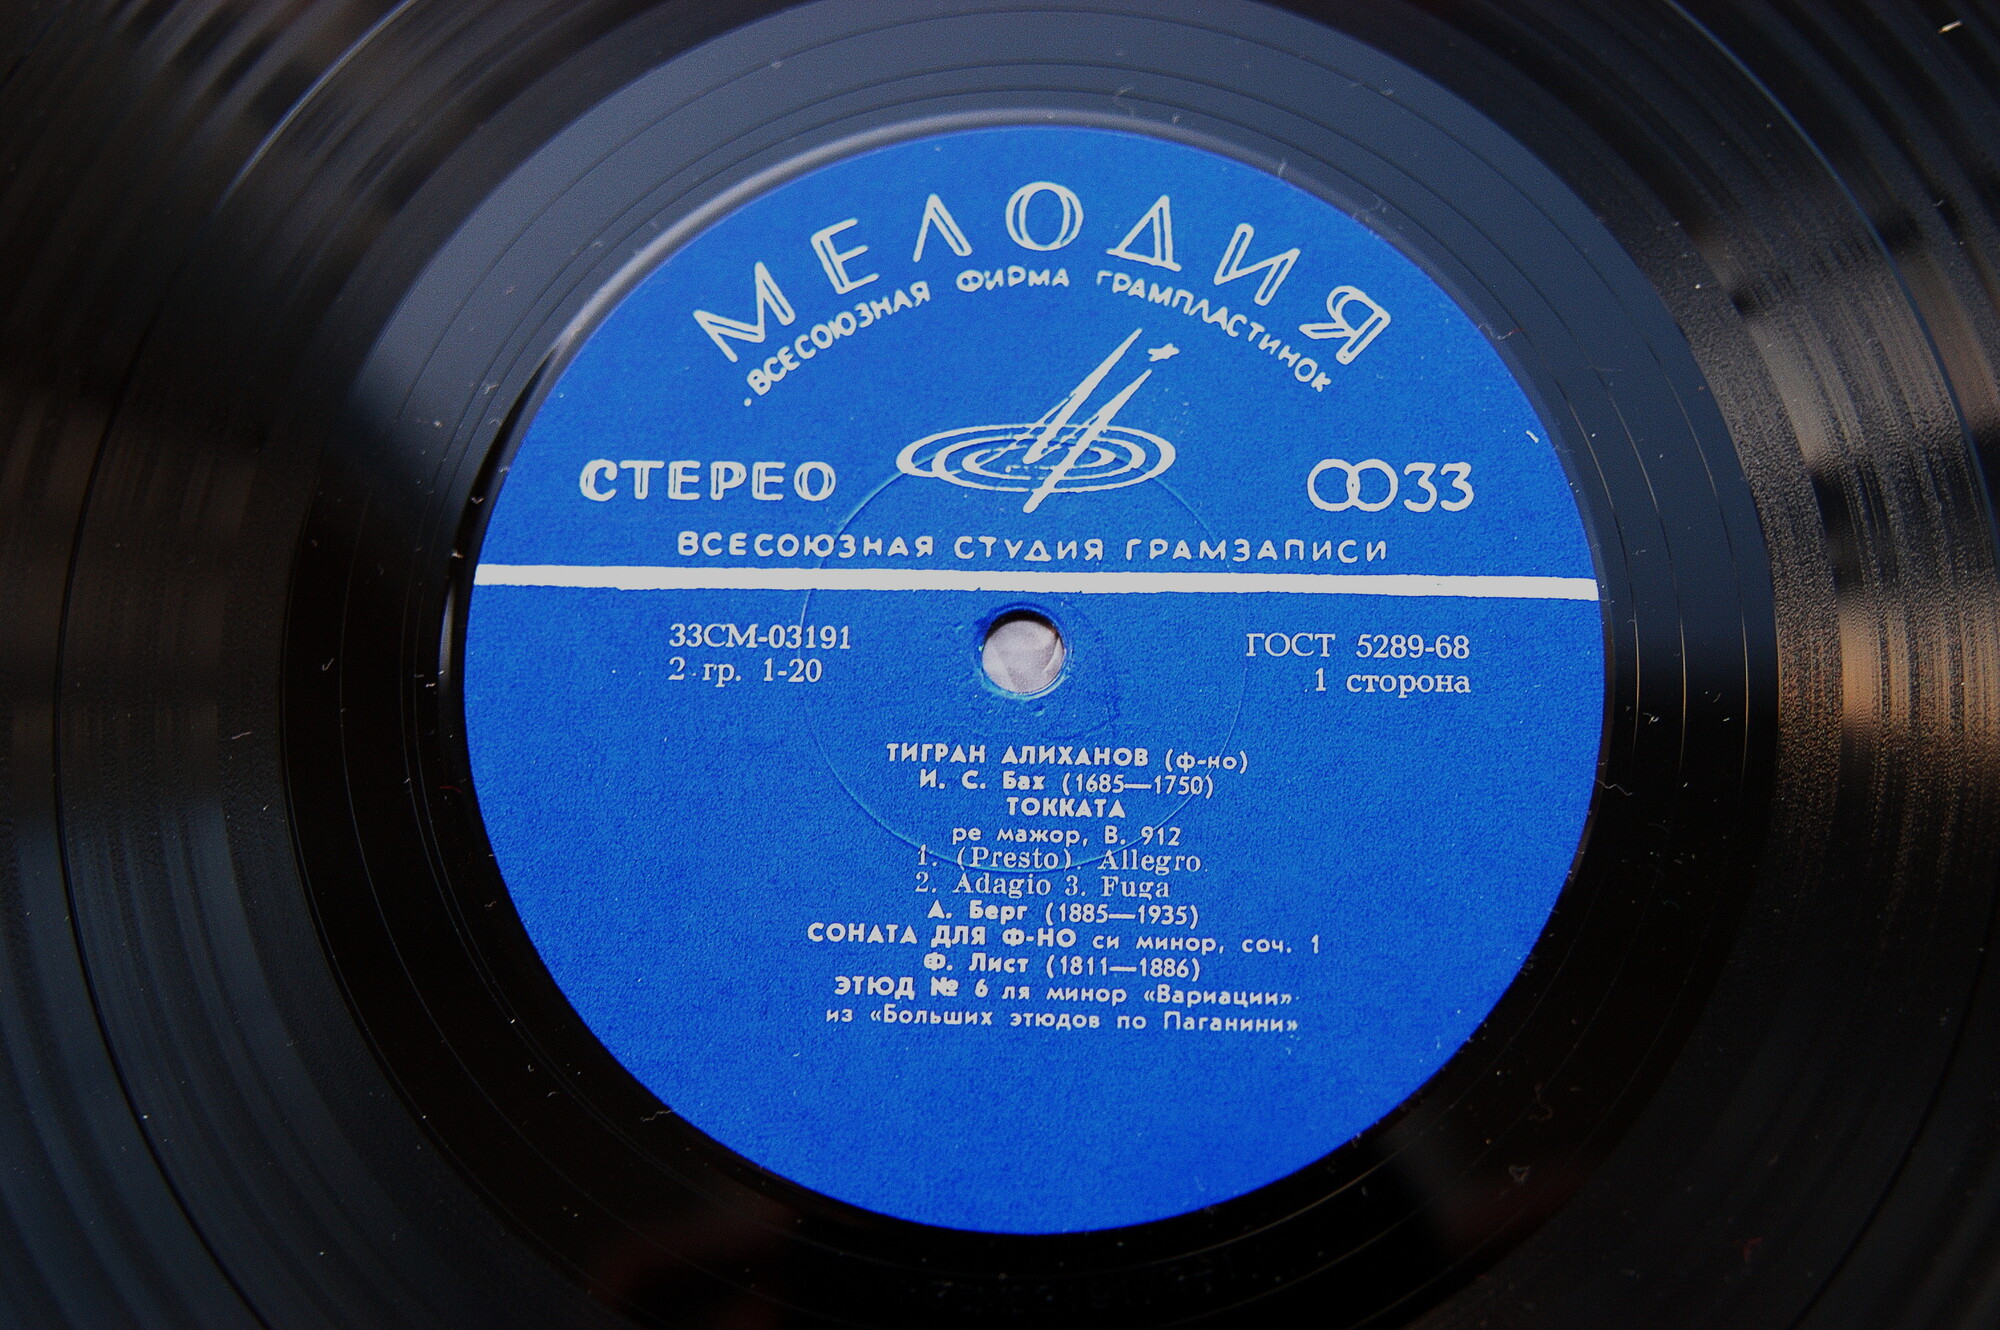 МЕЛОДИЯ
ВСЕСОЮЗНАЯ ФИРМА ГРАМПЛАСТИНОК
СТЕРЕО
33
ВСЕСОЮЗНАЯ СТУДИЯ ГРАМЗАПИСИ
33СМ-03191
ГОСТ 5289-68
2 гр. 1-20
1 сторона
ТИГРАН АЛИХАНОВ (ф-но)
И. С. Бах (1685—1750)
ТОККАТА
ре мажор, В. 912
1. (Presto). Allegro.
2. Adagio 3. Fuga
А. Берг (1885—1935)
СОНАТА ДЛЯ Ф-НО си минор, соч. 1
Ф. Лист (1811—1886)
ЭТЮД № 6 ля минор «Вариации»
из «Больших этюдов по Паганини»